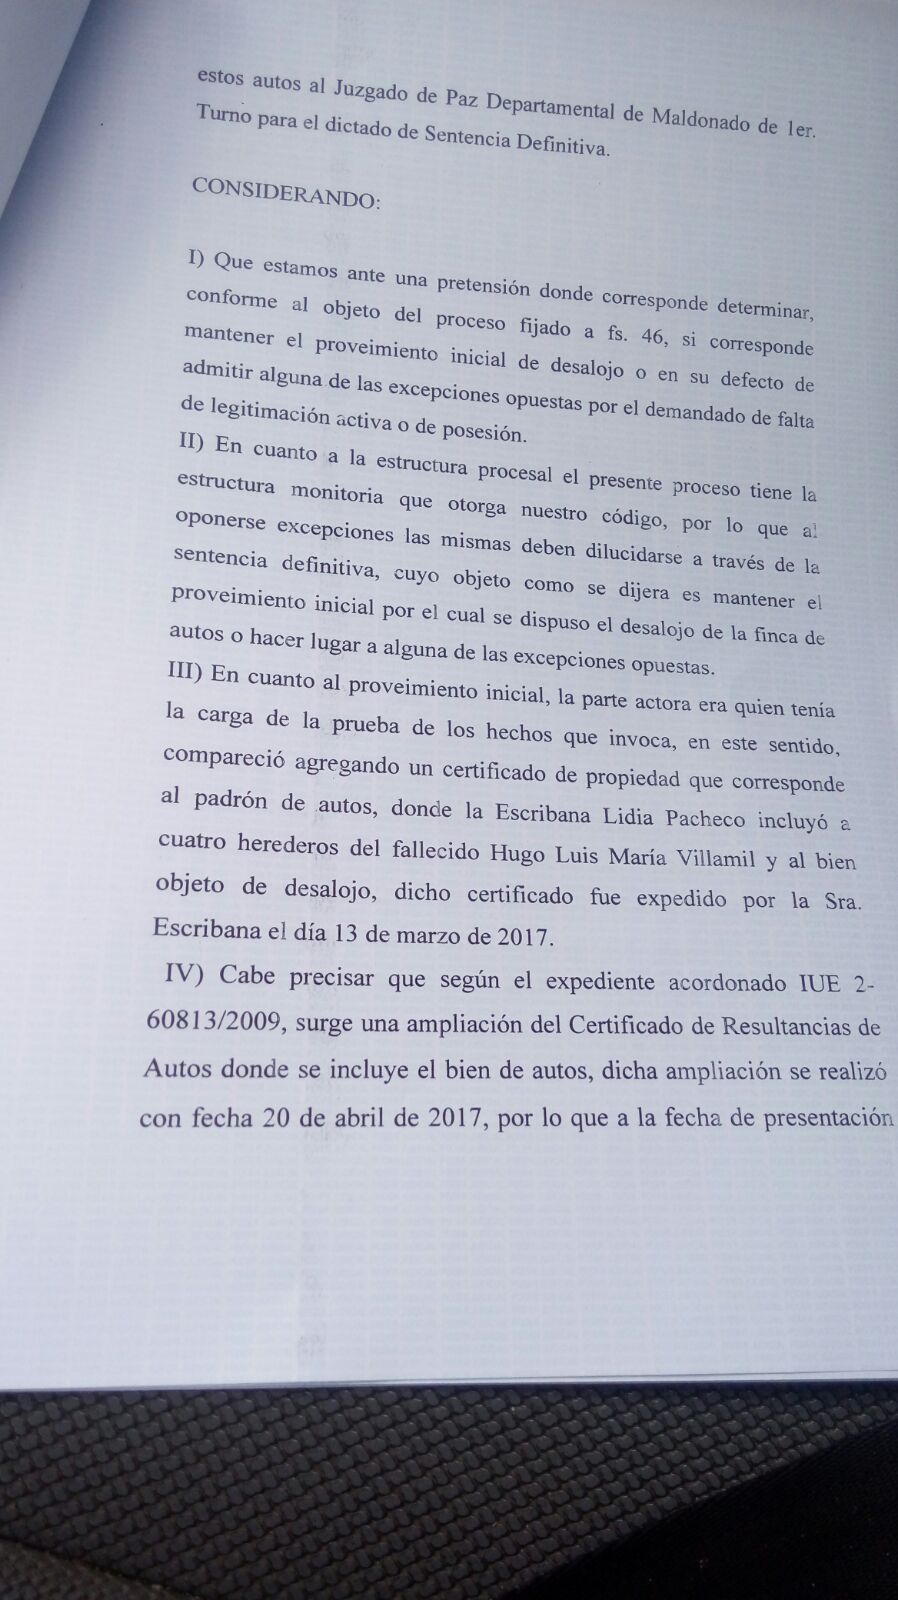 estos autos al Juzgado de Paz Departamental de Maldonado de 1er.
Turno para el dictado de Sentencia Definitiva.
CONSIDERANDO:
I) Que estamos ante una pretensión donde corresponde determinar,
conforme al objeto del proceso fijado a fs. 46, si corresponde
mantener el proveimiento inicial de desalojo o en su defecto de
admitir alguna de las excepciones opuestas por el demandado de falta
de legitimación activa o de posesión.
II) En cuanto a la estructura procesal el presente proceso tiene la
estructura monitoria que otorga nuestro código, por lo que al
oponerse excepciones las mismas deben dilucidarse a través de la
sentencia definitiva, cuyo objeto como se dijera es mantener el
proveimiento inicial por el cual se dispuso el desalojo de la finca de
autos o hacer lugar a alguna de las excepciones opuestas.
III) En cuanto al proveimiento inicial, la parte actora era quien tenía
la carga de la prueba de los hechos que invoca, en este sentido,
compareció agregando un certificado de propiedad que corresponde
al padrón de autos, donde la Escribana Lidia Pacheco incluyó a
cuatro herederos del fallecido Hugo Luis María Villamil y al bien
objeto de desalojo, dicho certificado fue expedido por la Sra.
Escribana el día 13 de marzo de 2017.
IV) Cabe precisar que según el expediente acordonado IUE 2-
60813/2009, surge una ampliación del Certificado de Resultancias de
Autos donde se incluye el bien de autos, dicha ampliación se realizó
con fecha 20 de abril de 2017, por lo que a la fecha de presentación